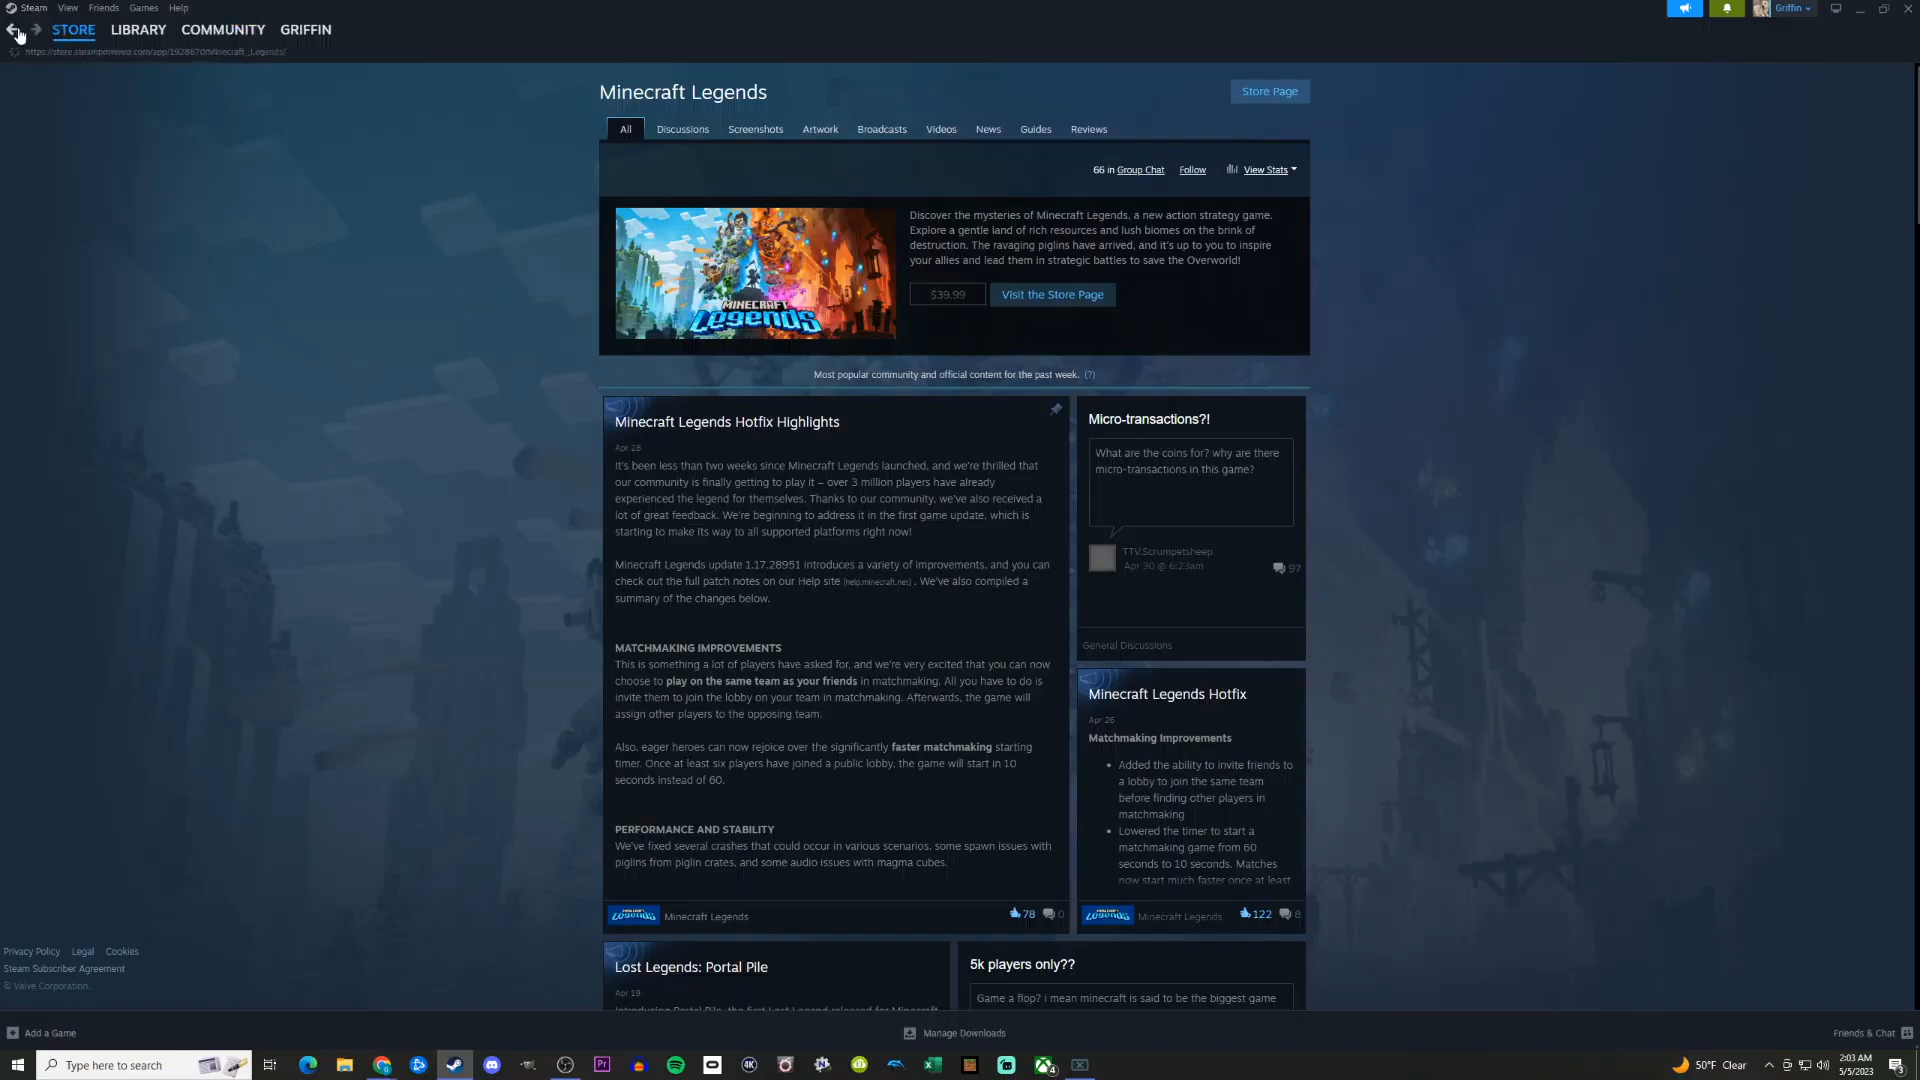 Steam View Friends Games Help
Griffin
STORE LIBRARY COMMUNITY GRIFFIN
https://store.steampowered.com/app/1928870/Minecraft_Legends/
Minecraft Legends
Store Page
All Discussions Screenshots Artwork Broadcasts Videos News Guides Reviews
66 in Group Chat Follow View Stats
MINECRAFT
Legends
Discover the mysteries of Minecraft Legends, a new action strategy game.
Explore a gentle land of rich resources and lush biomes on the brink of
destruction. The ravaging piglins have arrived, and it's up to you to inspire
your allies and lead them in strategic battles to save the Overworld!
$39.99 Visit the Store Page
Most popular community and official content for the past week. (?)
Minecraft Legends Hotfix Highlights
Apr 28
It's been less than two weeks since Minecraft Legends launched, and we're thrilled that
our community is finally getting to play it – over 3 million players have already
experienced the legend for themselves. Thanks to our community, we've also received a
lot of great feedback. We're beginning to address it in the first game update, which is
starting to make its way to all supported platforms right now!
Minecraft Legends update 1.17.28951 introduces a variety of improvements, and you can
check out the full patch notes on our Help site [help.minecraft.net] . We've also compiled a
summary of the changes below.
MATCHMAKING IMPROVEMENTS
This is something a lot of players have asked for, and we're very excited that you can now
choose to play on the same team as your friends in matchmaking. All you have to do is
invite them to join the lobby on your team in matchmaking. Afterwards, the game will
assign other players to the opposing team.
Also, eager heroes can now rejoice over the significantly faster matchmaking starting
timer. Once at least six players have joined a public lobby, the game will start in 10
seconds instead of 60.
PERFORMANCE AND STABILITY
We've fixed several crashes that could occur in various scenarios, some spawn issues with
piglins from piglin crates, and some audio issues with magma cubes.
Legends Minecraft Legends 78 0
Micro-transactions?!
What are the coins for? why are there
micro-transactions in this game?
TTV.Scrumpetsheep
Apr 30 @ 6:23am
97
General Discussions
Minecraft Legends Hotfix
Apr 26
Matchmaking Improvements
• Added the ability to invite friends to
a lobby to join the same team
before finding other players in
matchmaking
• Lowered the timer to start a
matchmaking game from 60
seconds to 10 seconds. Matches
now start much faster once at least
Legends Minecraft Legends 122 8
Lost Legends: Portal Pile
Apr 19
Introducing Portal Pile, the first Lost Legend released for Minecraft
5k players only??
Game a flop? i mean minecraft is said to be the biggest game
Privacy Policy Legal Cookies
Steam Subscriber Agreement
© Valve Corporation.
Add a Game
Manage Downloads
Friends & Chat
Type here to search
Pr
4K
4
50°F Clear
2:03 AM
5/5/2023
3